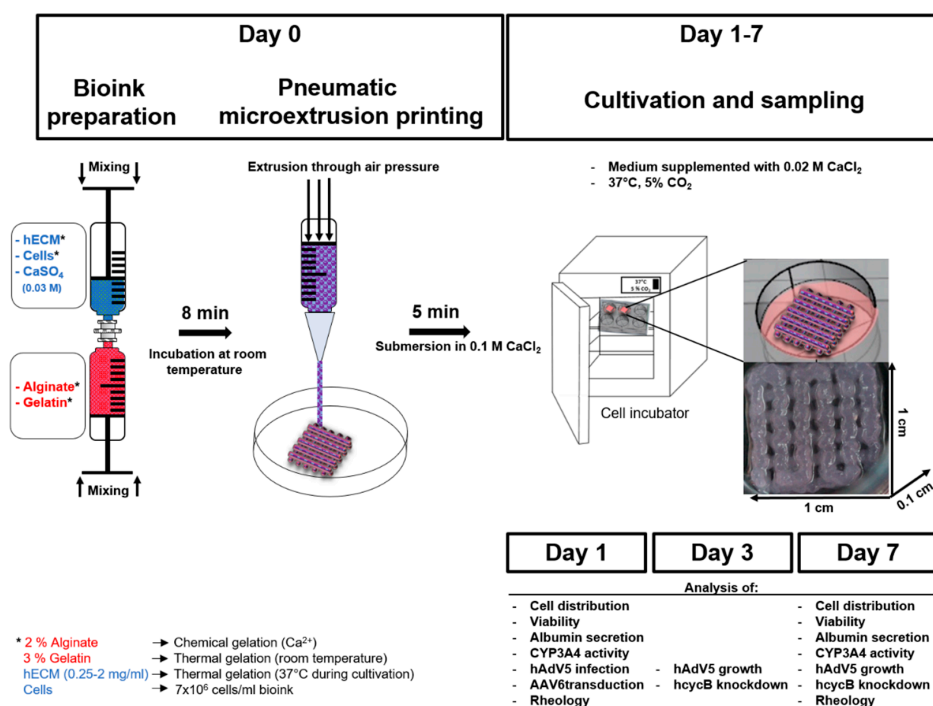 Day 0
Bioink
preparation
Pneumatic
microextrusion printing
Day 1-7
Cultivation and sampling
Mixing
- hECM*
- Cells*
- CaSO₄
(0.03 M)
- Alginate*
- Gelatin*
Mixing
8 min
Incubation at room
temperature
Extrusion through air pressure
5 min
Submersion in 0.1 M CaCl₂
- Medium supplemented with 0.02 M CaCl₂
- 37°C, 5% CO₂
37°C
5 % CO₂
Cell incubator
1 cm
0.1 cm
1 cm
* 2 % Alginate → Chemical gelation (Ca²⁺)
3 % Gelatin → Thermal gelation (room temperature)
hECM (0.25-2 mg/ml) → Thermal gelation (37°C during cultivation)
Cells → 7x10⁶ cells/ml bioink
Day 1
Day 3
Day 7
Analysis of:
- Cell distribution
- Viability
- Albumin secretion
- CYP3A4 activity
- hAdV5 infection
- AAV6transduction
- Rheology
- hAdV5 growth
- hcycB knockdown
- Cell distribution
- Viability
- Albumin secretion
- CYP3A4 activity
- hAdV5 growth
- hcycB knockdown
- Rheology